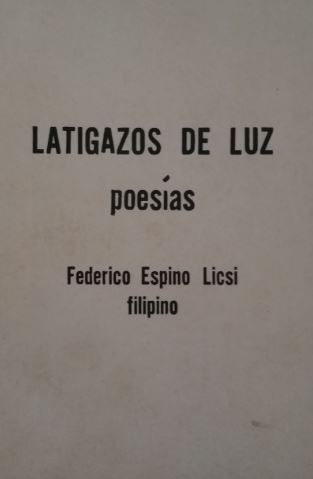 LATIGAZOS DE LUZ
poesías
Federico Espino Licsi
filipino